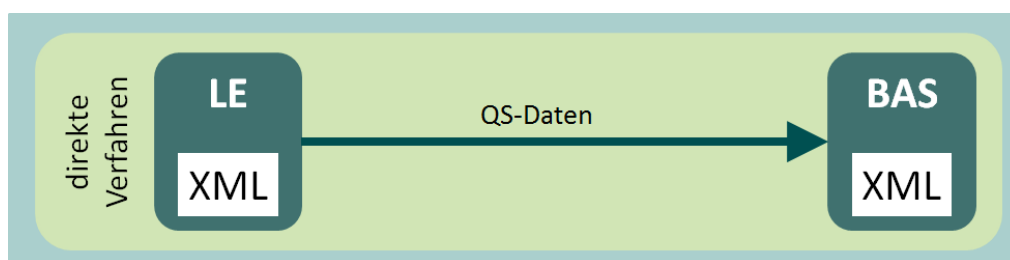 direkte
Verfahren
LE
XML
QS-Daten
BAS
XML